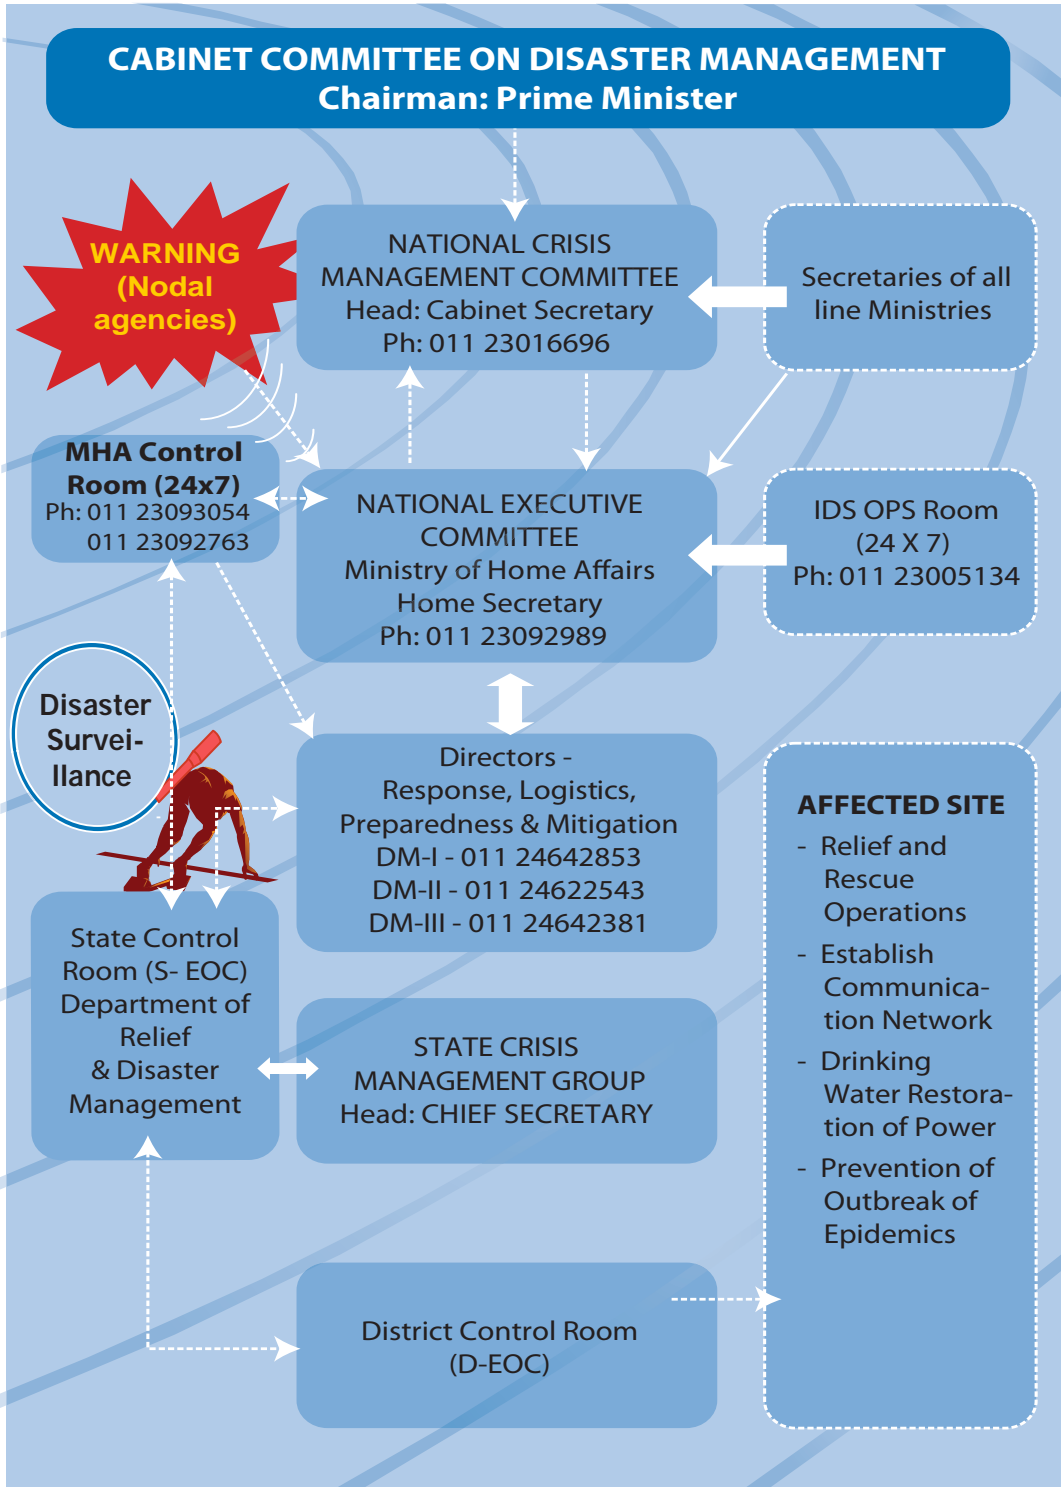 CABINET COMMITTEE ON DISASTER MANAGEMENT
Chairman: Prime Minister
WARNING
(Nodal
agencies)
NATIONAL CRISIS
MANAGEMENT COMMITTEE
Head: Cabinet Secretary
Ph: 011 23016696
Secretaries of all
line Ministries
MHA Control
Room (24x7)
Ph: 011 23093054
011 23092763
NATIONAL EXECUTIVE
COMMITTEE
Ministry of Home Affairs
Home Secretary
Ph: 011 23092989
IDS OPS Room
(24 X 7)
Ph: 011 23005134
Disaster
Survei-
llance
Directors -
Response, Logistics,
Preparedness & Mitigation
DM-I - 011 24642853
DM-II - 011 24622543
DM-III - 011 24642381
AFFECTED SITE
- Relief and
Rescue
Operations
- Establish
Communica-
tion Network
- Drinking
Water Restora-
tion of Power
- Prevention of
Outbreak of
Epidemics
State Control
Room (S- EOC)
Department of
Relief
& Disaster
Management
STATE CRISIS
MANAGEMENT GROUP
Head: CHIEF SECRETARY
District Control Room
(D-EOC)